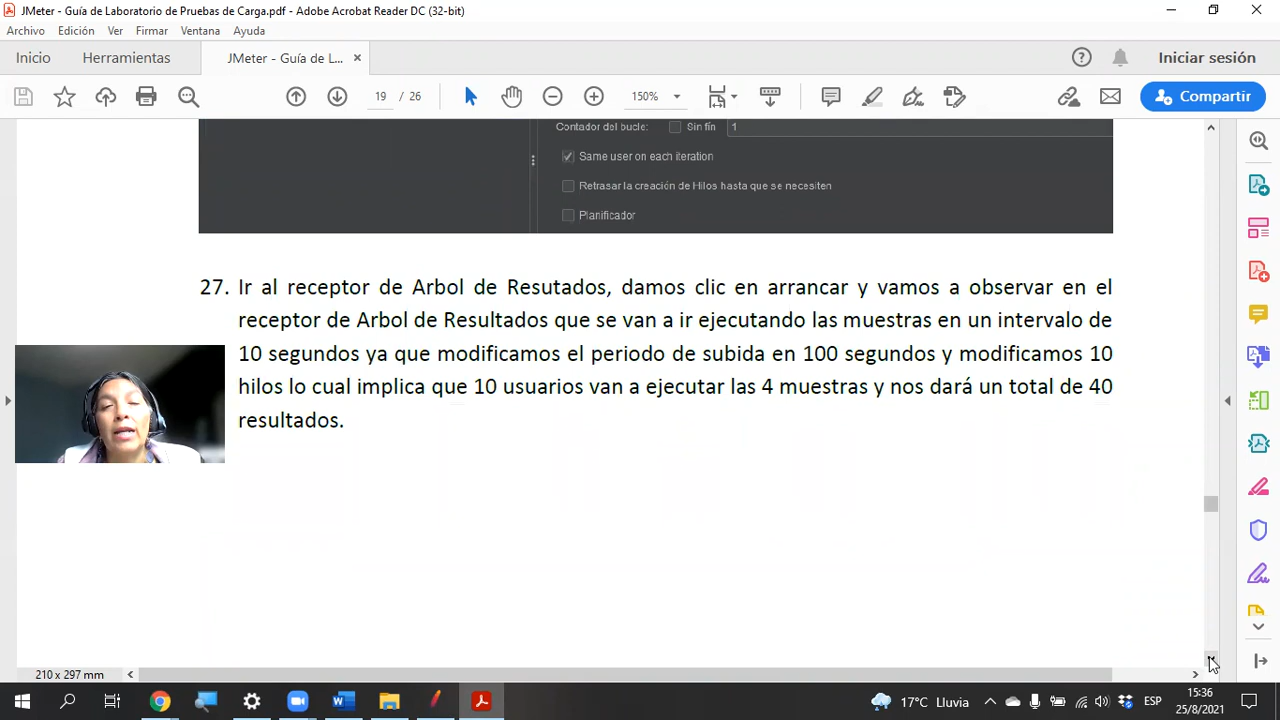 JMeter - Guía de Laboratorio de Pruebas de Carga.pdf - Adobe Acrobat Reader DC (32-bit)
Archivo Edición Ver Firmar Ventana Ayuda
Inicio Herramientas JMeter - Guía de L... Iniciar sesión
19 / 26 150% Compartir
Contador del bucle: Sin fín 1
Same user on each iteration
Retrasar la creación de Hilos hasta que se necesiten
Planificador
27. Ir al receptor de Arbol de Resutados, damos clic en arrancar y vamos a observar en el
receptor de Arbol de Resultados que se van a ir ejecutando las muestras en un intervalo de
10 segundos ya que modificamos el periodo de subida en 100 segundos y modificamos 10
hilos lo cual implica que 10 usuarios van a ejecutar las 4 muestras y nos dará un total de 40
resultados.
210 x 297 mm
17°C Lluvia ESP 15:36
25/8/2021